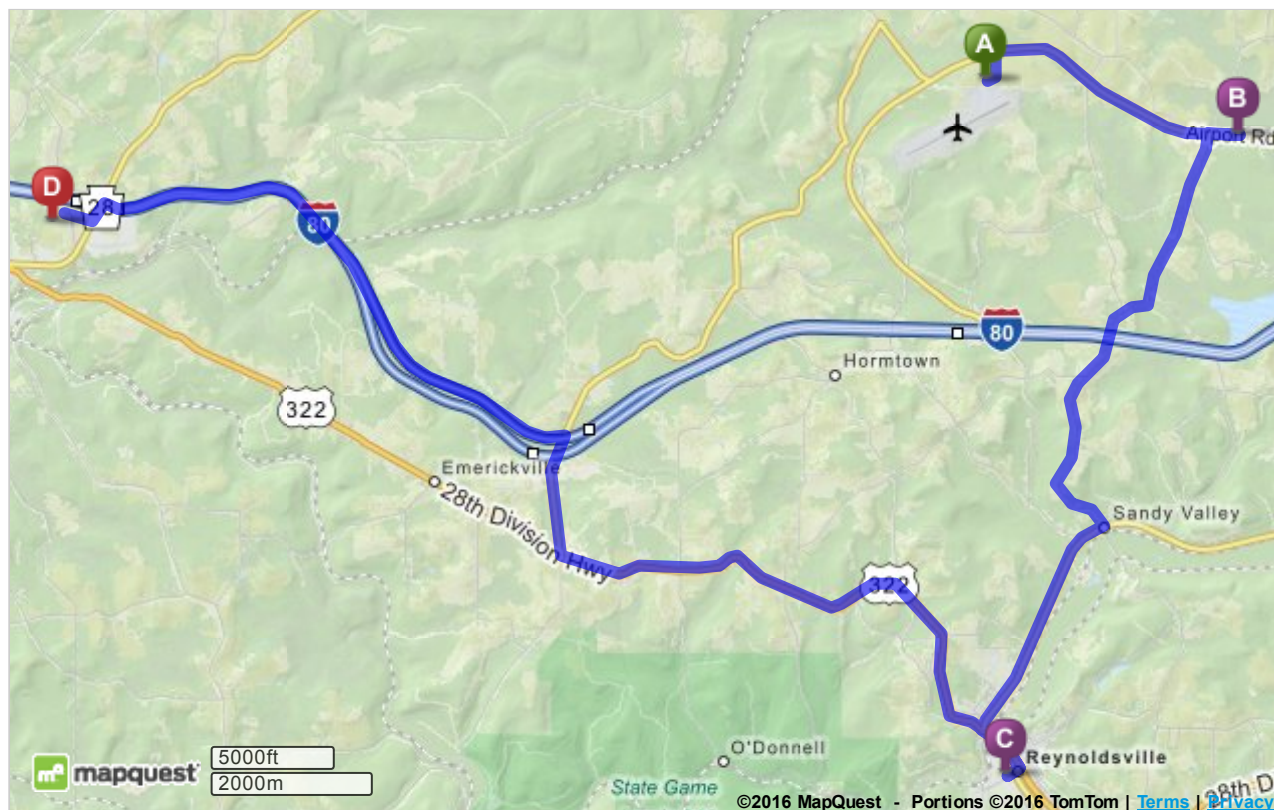 A
B
Airport Rd
D
28
80
80
Hormtown
322
Emerickville
28th Division Hwy
Sandy Valley
322
C
Reynoldsville
O'Donnell
State Game
28th D
mapquest
5000ft
2000m
©2016 MapQuest - Portions ©2016 TomTom | Terms | Privacy